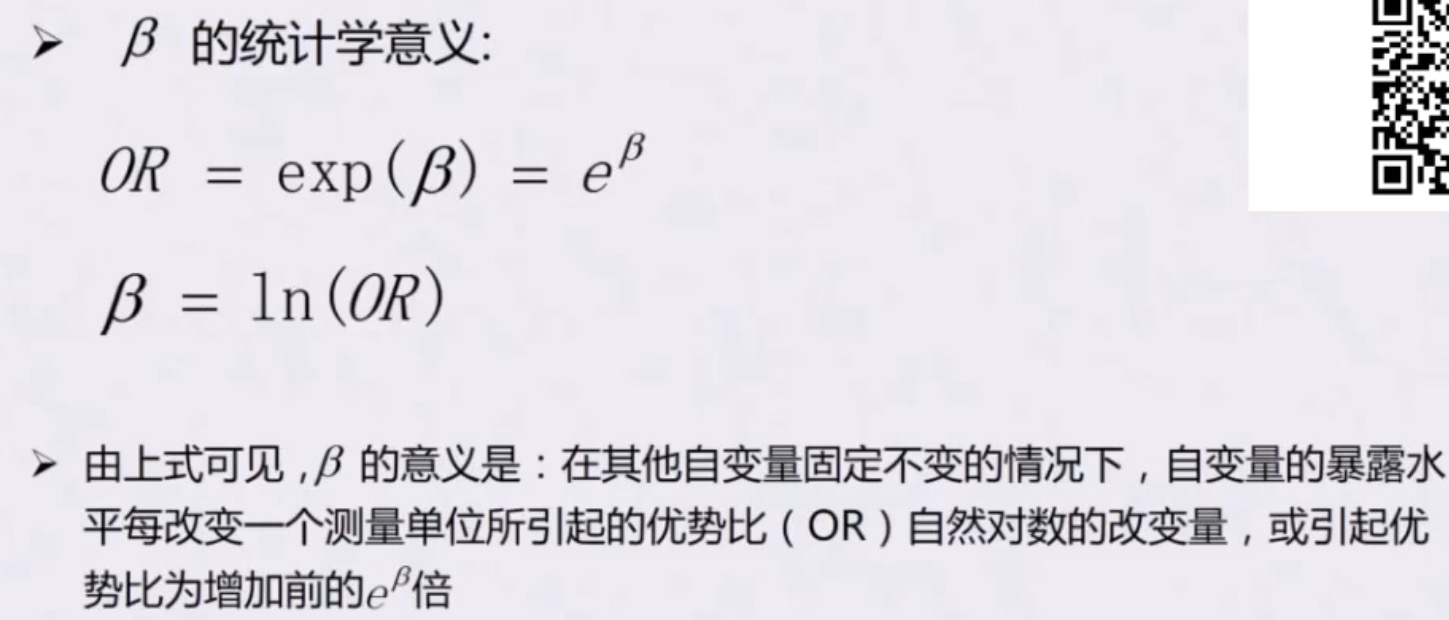 ➢ β 的统计学意义:
OR = exp(β) = e^β
β = ln(OR)
➢ 由上式可见,β 的意义是：在其他自变量固定不变的情况下，自变量的暴露水
平每改变一个测量单位所引起的优势比（OR）自然对数的改变量，或引起优
势比为增加前的e^β倍